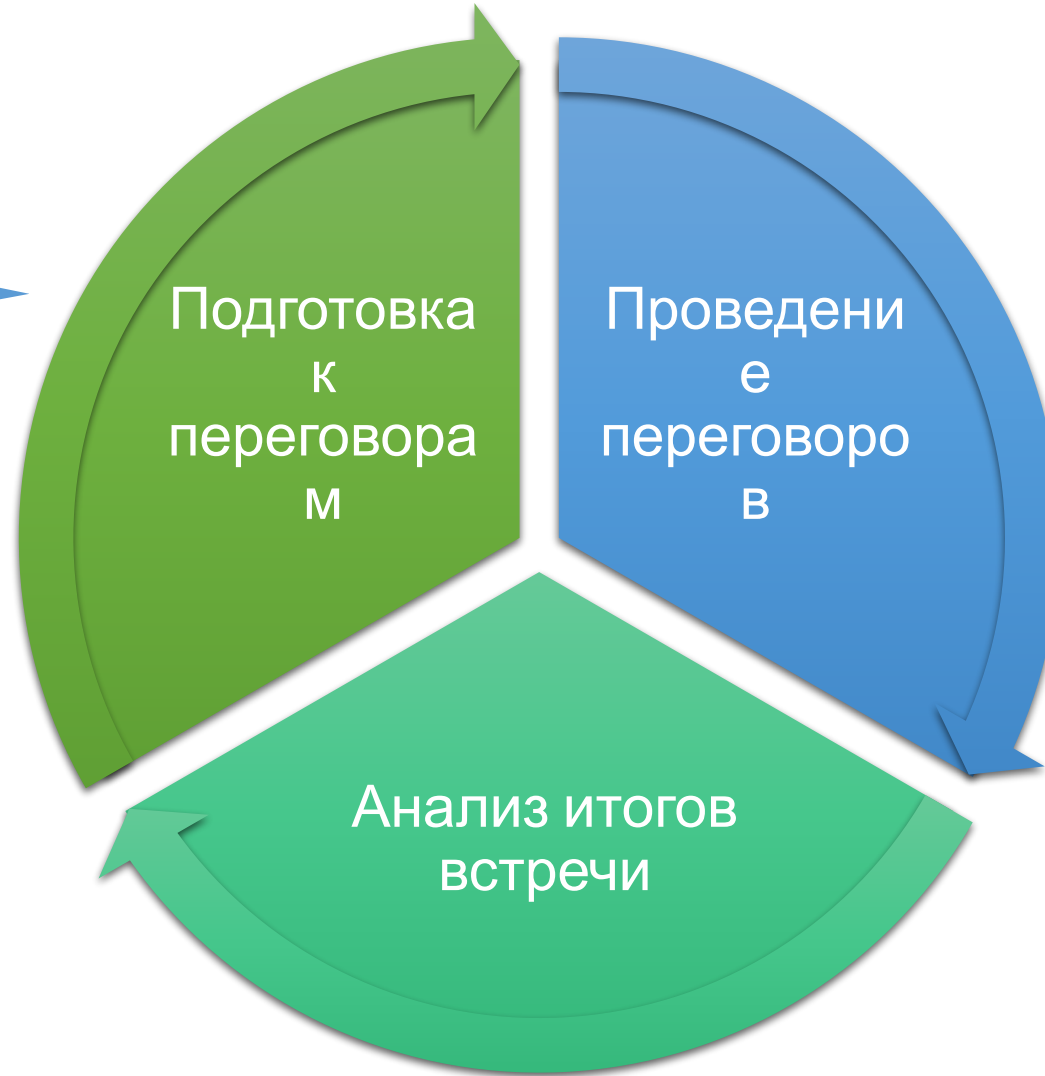 Подготовка
к
переговора
м
Проведени
е
переговоро
в
Анализ итогов
встречи